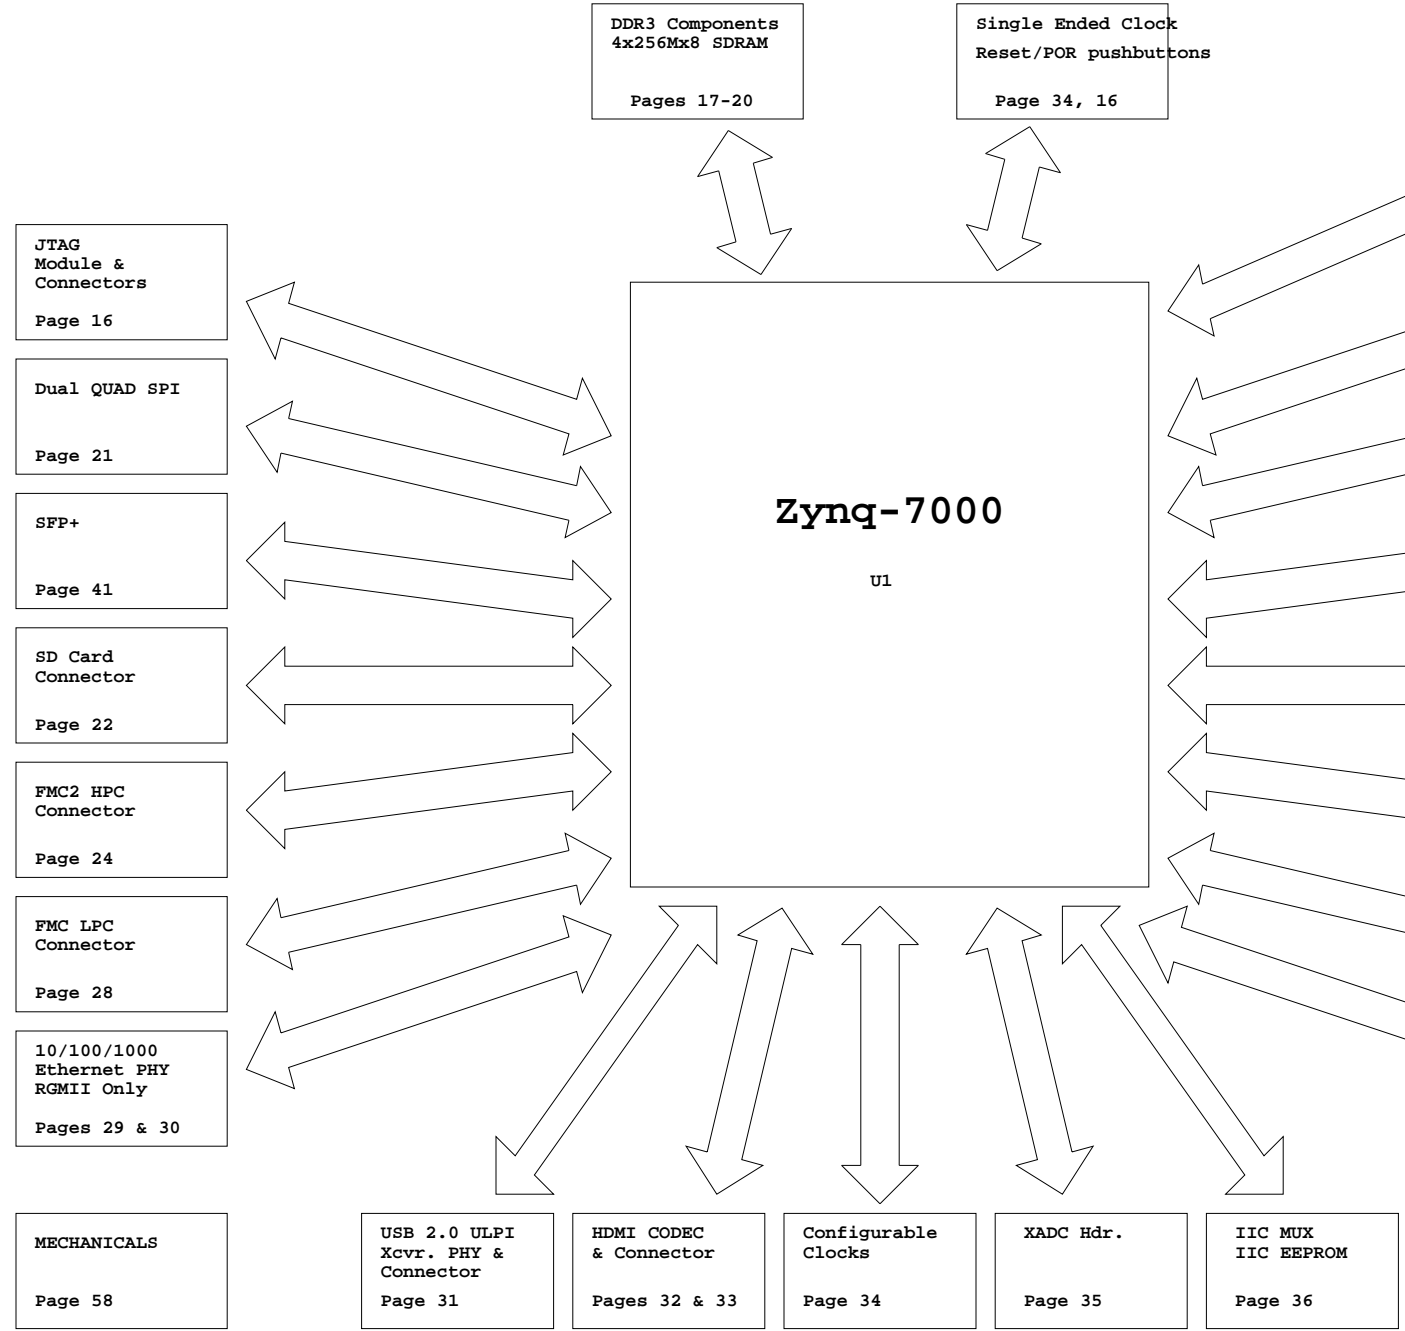 DDR3 Components
4x256Mx8 SDRAM
Pages 17-20
Single Ended Clock
Reset/POR pushbuttons
Page 34, 16
JTAG
Module &
Connectors
Page 16
Dual QUAD SPI
Page 21
SFP+
Page 41
SD Card
Connector
Page 22
FMC2 HPC
Connector
Page 24
FMC LPC
Connector
Page 28
10/100/1000
Ethernet PHY
RGMII Only
Pages 29 & 30
Zynq-7000
U1
MECHANICALS
Page 58
USB 2.0 ULPI
Xcvr. PHY &
Connector
Page 31
HDMI CODEC
& Connector
Pages 32 & 33
Configurable
Clocks
Page 34
XADC Hdr.
Page 35
IIC MUX
IIC EEPROM
Page 36